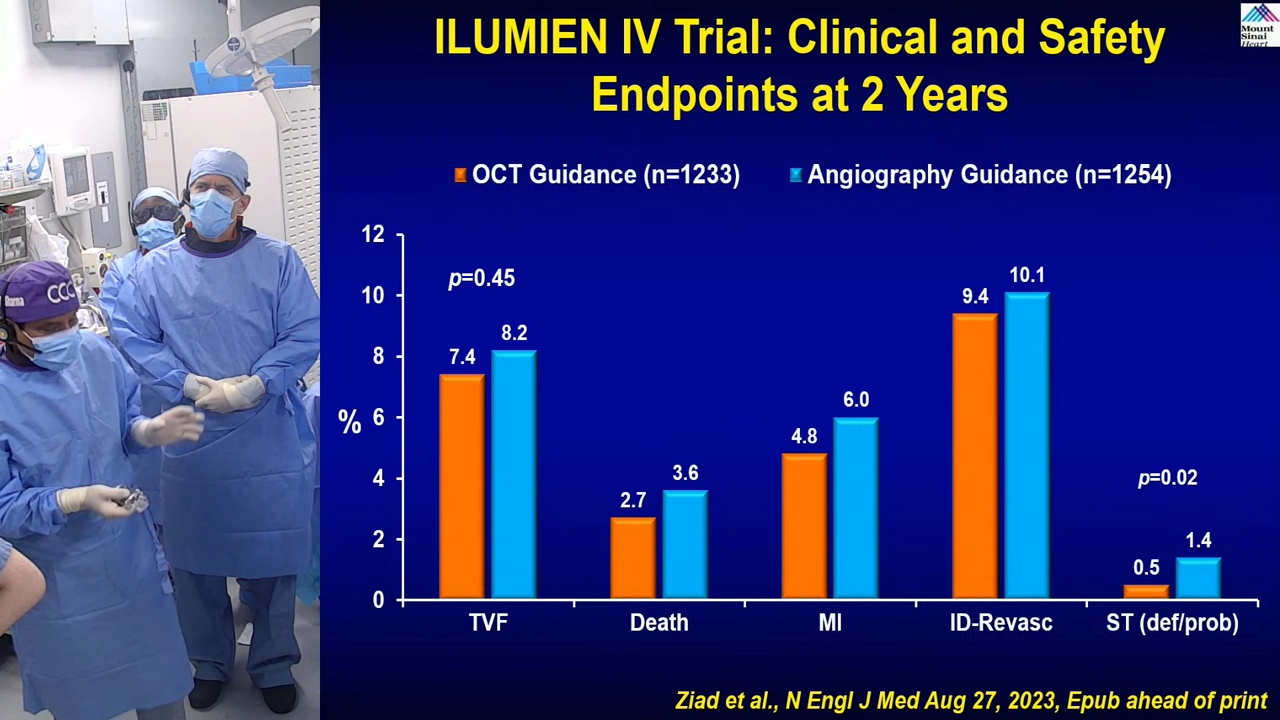 ILUMIEN IV Trial: Clinical and Safety
Endpoints at 2 Years
Mount
Sinai
Heart
OCT Guidance (n=1233)
Angiography Guidance (n=1254)
12
10
8
6
4
2
0
%
p=0.45
7.4
8.2
2.7
3.6
4.8
6.0
9.4
10.1
p=0.02
0.5
1.4
TVF
Death
MI
ID-Revasc
ST (def/prob)
Ziad et al., N Engl J Med Aug 27, 2023, Epub ahead of print
CCC